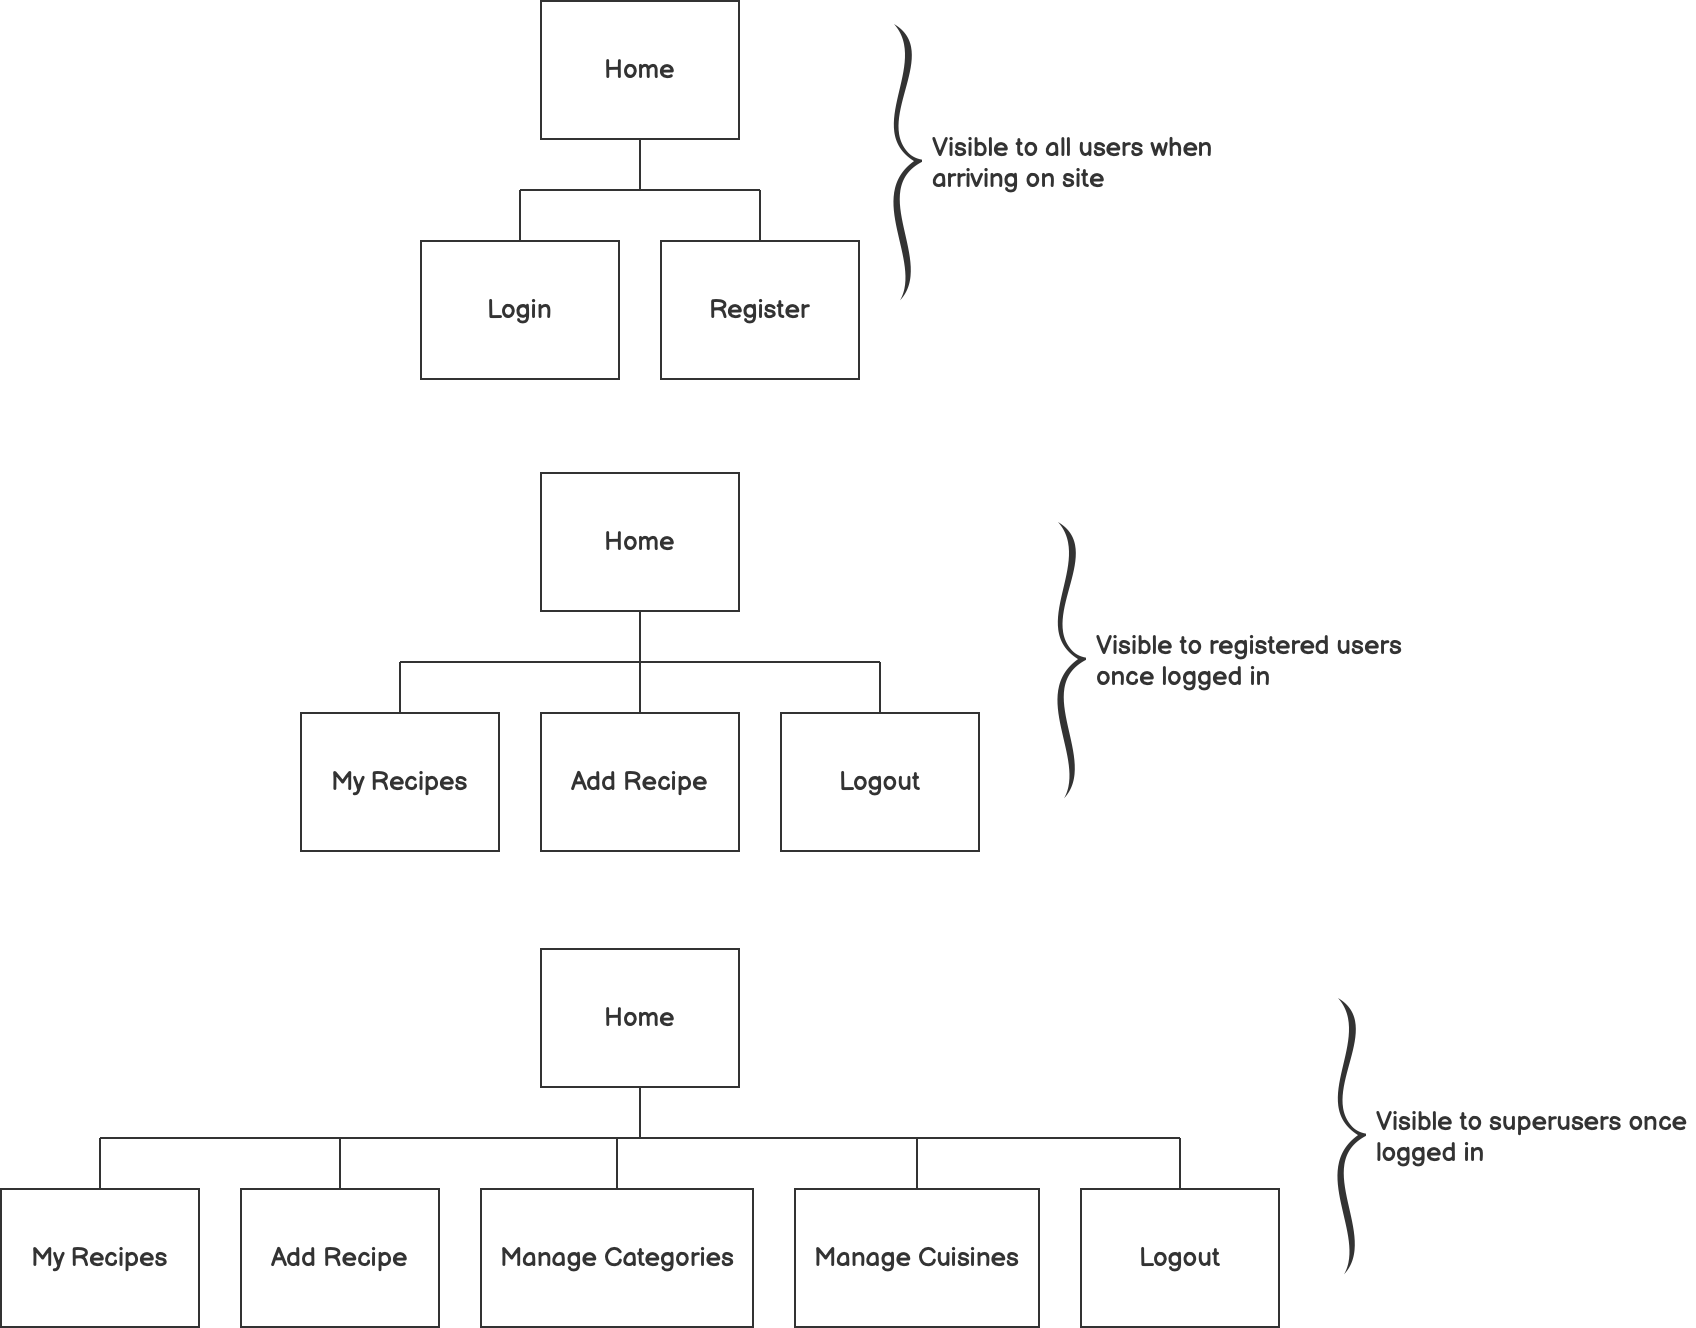 Home
Visible to all users when
arriving on site
Login
Register
Home
Visible to registered users
once logged in
My Recipes
Add Recipe
Logout
Home
Visible to superusers once
logged in
My Recipes
Add Recipe
Manage Categories
Manage Cuisines
Logout